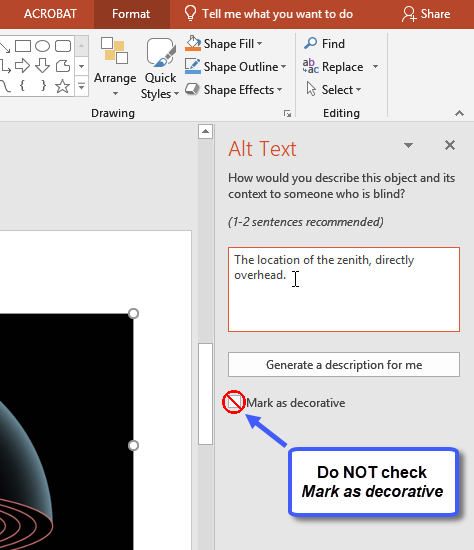 ACROBAT Format Tell me what you want to do Share
Arrange
Quick
Styles
Shape Fill
Shape Outline
Shape Effects
Drawing
Find
Replace
Select
Editing
Alt Text
How would you describe this object and its
context to someone who is blind?
(1-2 sentences recommended)
The location of the zenith, directly
overhead.
Generate a description for me
Mark as decorative
Do NOT check
Mark as decorative